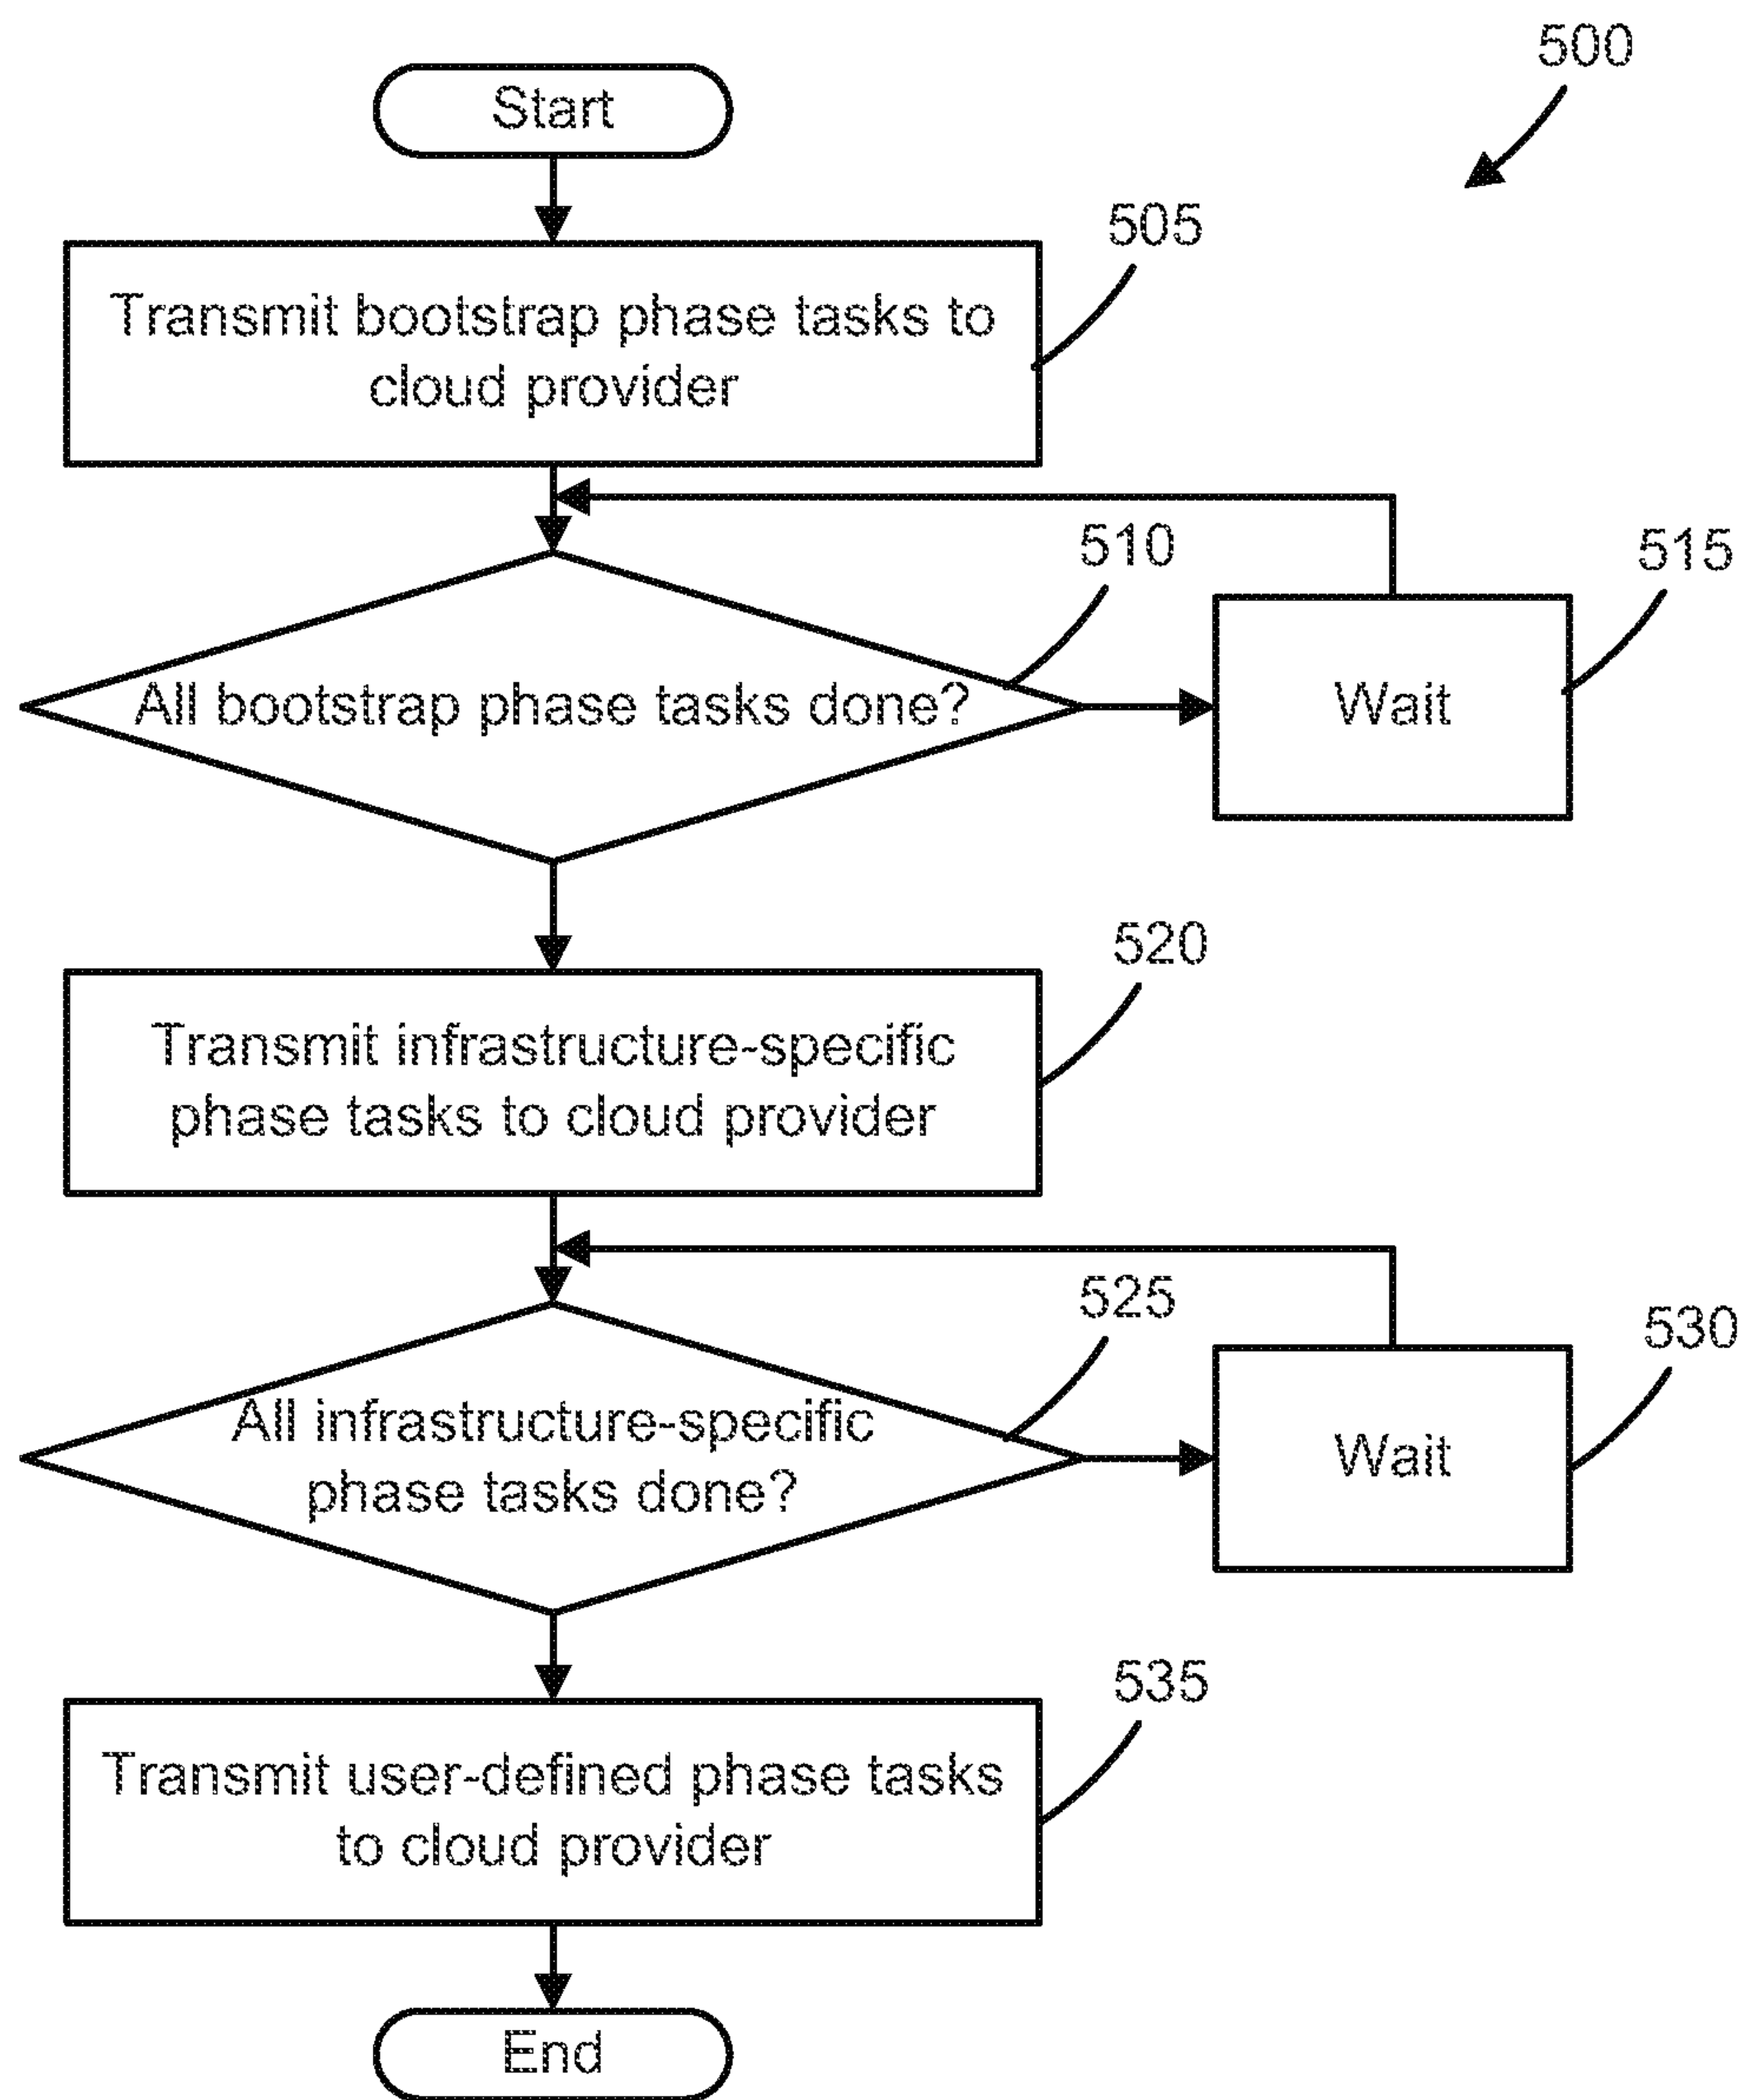 500
Start
505
Transmit bootstrap phase tasks to
cloud provider
510
515
All bootstrap phase tasks done?
Wait
520
Transmit infrastructure-specific
phase tasks to cloud provider
525
530
All infrastructure-specific
phase tasks done?
Wait
535
Transmit user-defined phase tasks
to cloud provider
End